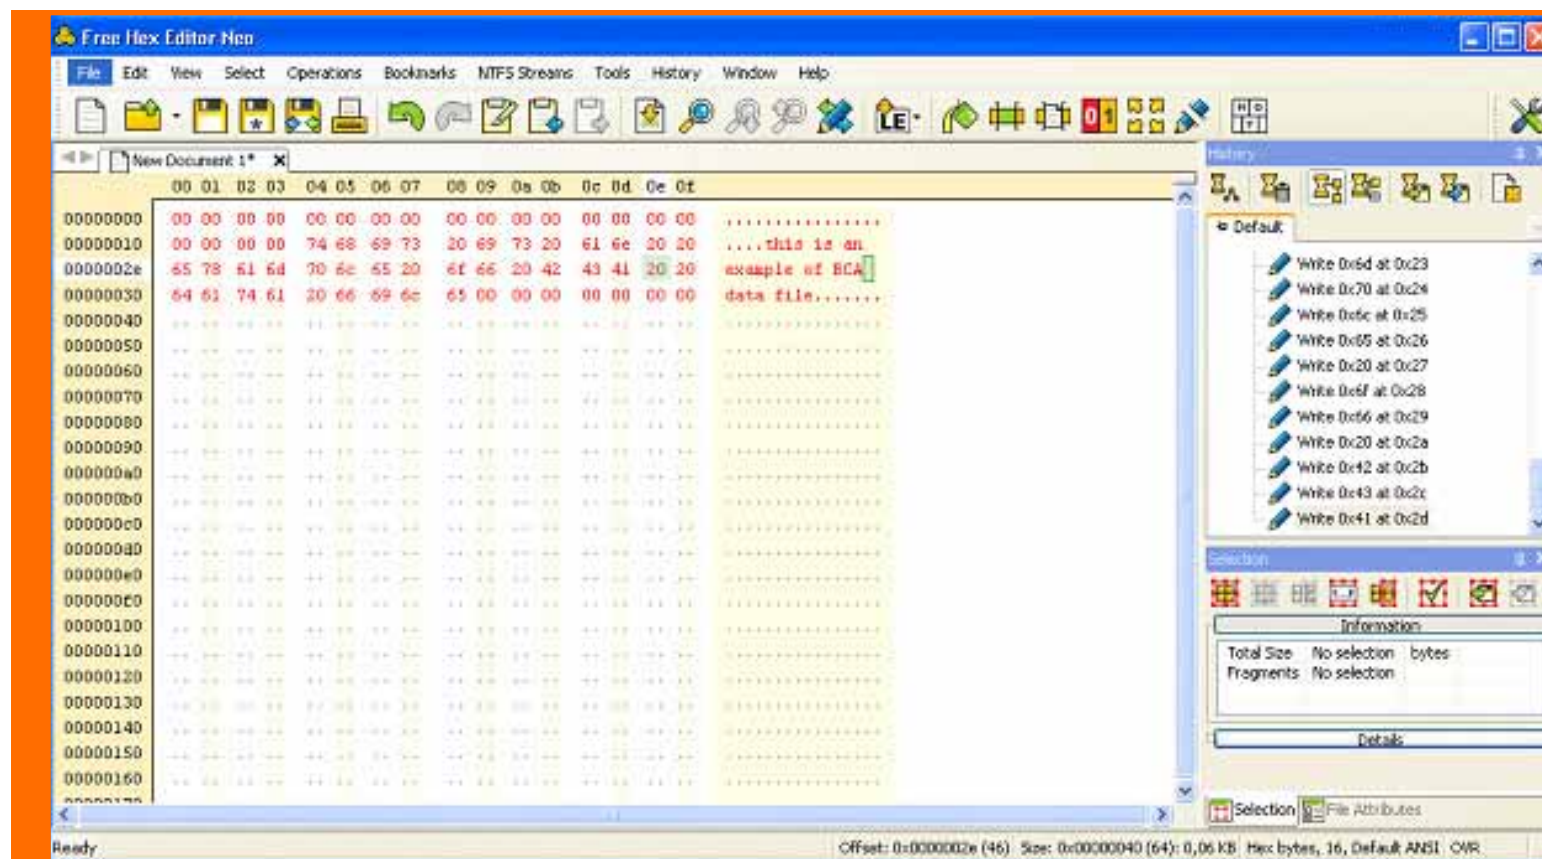 Free Hex Editor Neo
File Edit View Select Operations Bookmarks NTFS Streams Tools History Window Help
LE
01
New Document 1*
History
00 01 02 03 04 05 06 07 08 09 0a 0b 0c 0d 0e 0f
00000000 00 00 00 00 00 00 00 00 00 00 00 00 00 00 00 00 ................
00000010 00 00 00 00 74 68 69 73 20 69 73 20 61 6e 20 20 ....this is an
0000002e 65 78 61 6d 70 6c 65 20 6f 66 20 42 43 41 20 20 example of BCA
00000030 64 61 74 61 20 66 69 6c 65 00 00 00 00 00 00 00 data file.......
00000040
00000050
00000060
00000070
00000080
00000090
000000a0
000000b0
000000c0
000000d0
000000e0
000000f0
00000100
00000110
00000120
00000130
00000140
00000150
00000160
00000170
Default
Write 0x6d at 0x23
Write 0x70 at 0x24
Write 0x6c at 0x25
Write 0x65 at 0x26
Write 0x20 at 0x27
Write 0x6f at 0x28
Write 0x66 at 0x29
Write 0x20 at 0x2a
Write 0x42 at 0x2b
Write 0x43 at 0x2c
Write 0x41 at 0x2d
Selection
Information
Total Size No selection bytes
Fragments No selection
Details
Selection File Attributes
Ready
Offset: 0x0000002e (46) Size: 0x00000040 (64): 0,06 KB Hex bytes, 16, Default ANSI OVR